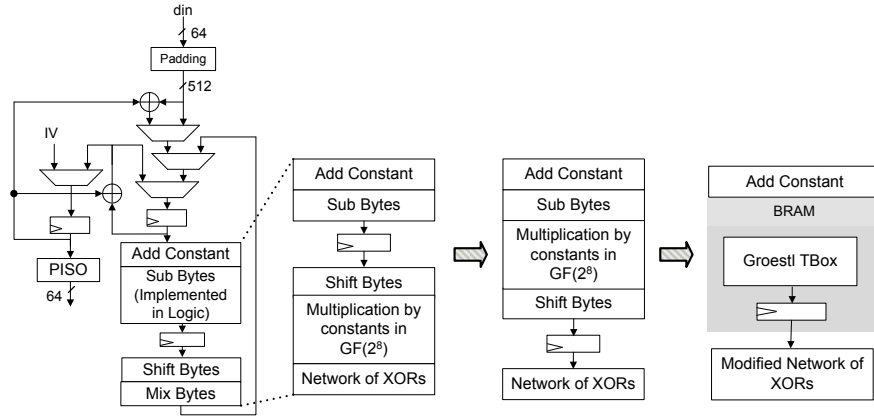 din
64
Padding
512
IV
PISO
64
Add Constant
Sub Bytes
(Implemented
in Logic)
Shift Bytes
Mix Bytes
Add Constant
Sub Bytes
Shift Bytes
Multiplication by
constants in
GF(2⁸)
Network of XORs
Add Constant
Sub Bytes
Multiplication by
constants in
GF(2⁸)
Shift Bytes
Network of XORs
Add Constant
BRAM
Groestl TBox
Modified Network of
XORs